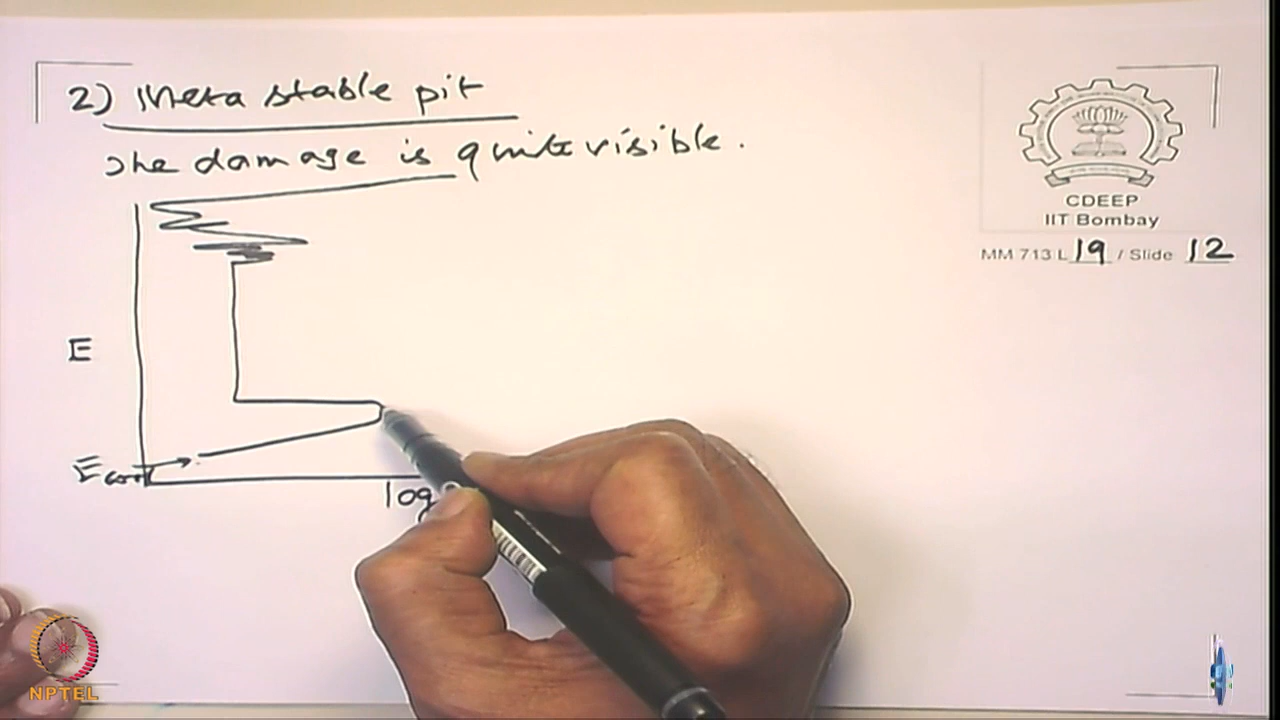 2) Meta stable pit
The damage is quite visible.
CDEEP
IIT Bombay
MM 713 L 19 / Slide 12
E
Ecorr
log
NPTEL